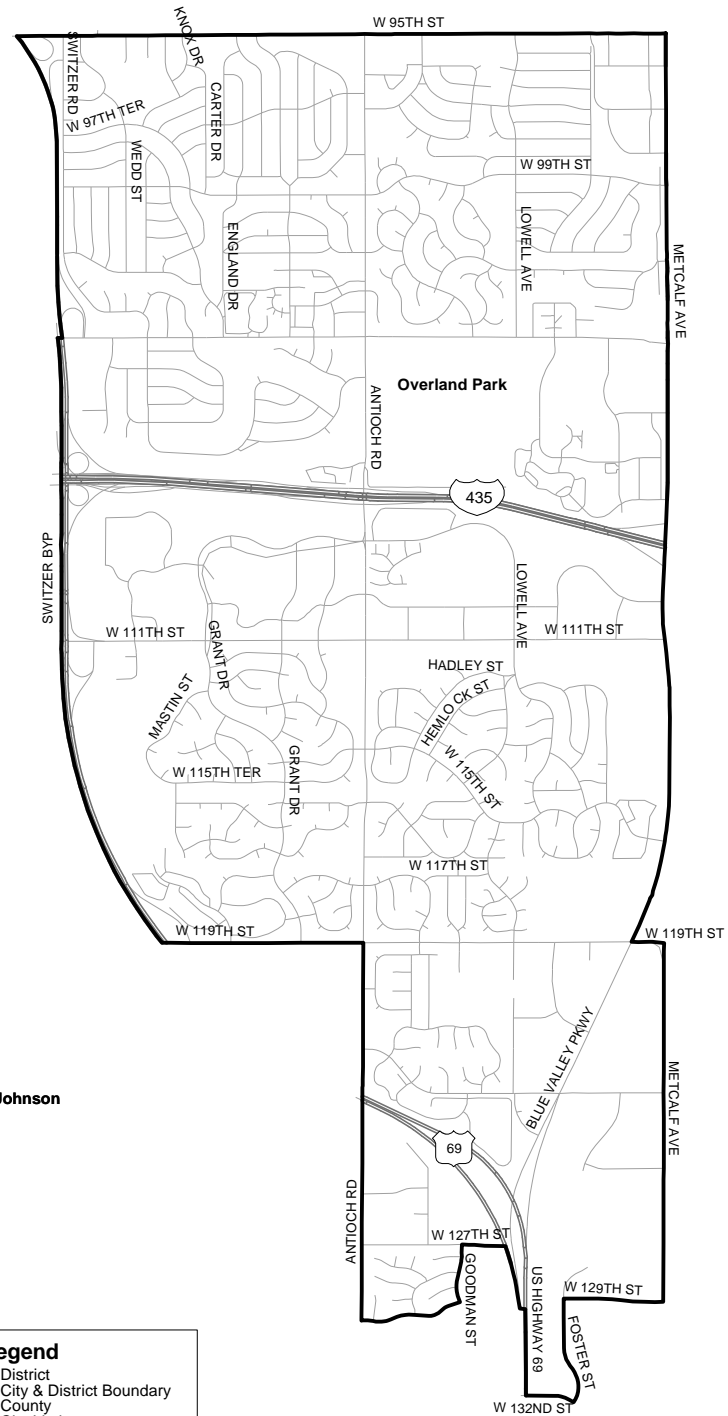 W 95TH ST
KNOX DR
SWITZER RD
W 97TH TER
CARTER DR
WEDD ST
W 99TH ST
LOWELL AVE
ENGLAND DR
METCALF AVE
Overland Park
ANTIOCH RD
435
SWITZER BYP
LOWELL AVE
W 111TH ST
W 111TH ST
GRANT DR
HADLEY ST
MASTIN ST
HEMLO CK ST
W 115TH TER
GRANT DR
W 115TH ST
W 117TH ST
W 119TH ST
W 119TH ST
BLUE VALLEY PKWY
Johnson
METCALF AVE
69
ANTIOCH RD
W 127TH ST
GOODMAN ST
US HIGHWAY 69
W 129TH ST
FOSTER ST
W 132ND ST
egend
District
City & District Boundary
County